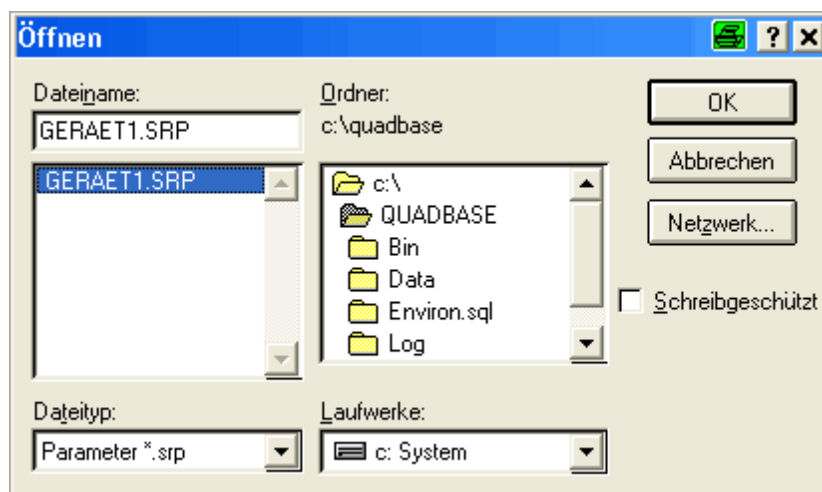 Öffnen
Dateiname:
GERAET1.SRP
GERAET1.SRP
Dateityp:
Parameter *.srp
Ordner:
c:\quadbase
c:\
QUADBASE
Bin
Data
Environ.sql
Log
Laufwerke:
c: System
OK
Abbrechen
Netzwerk...
Schreibgeschützt